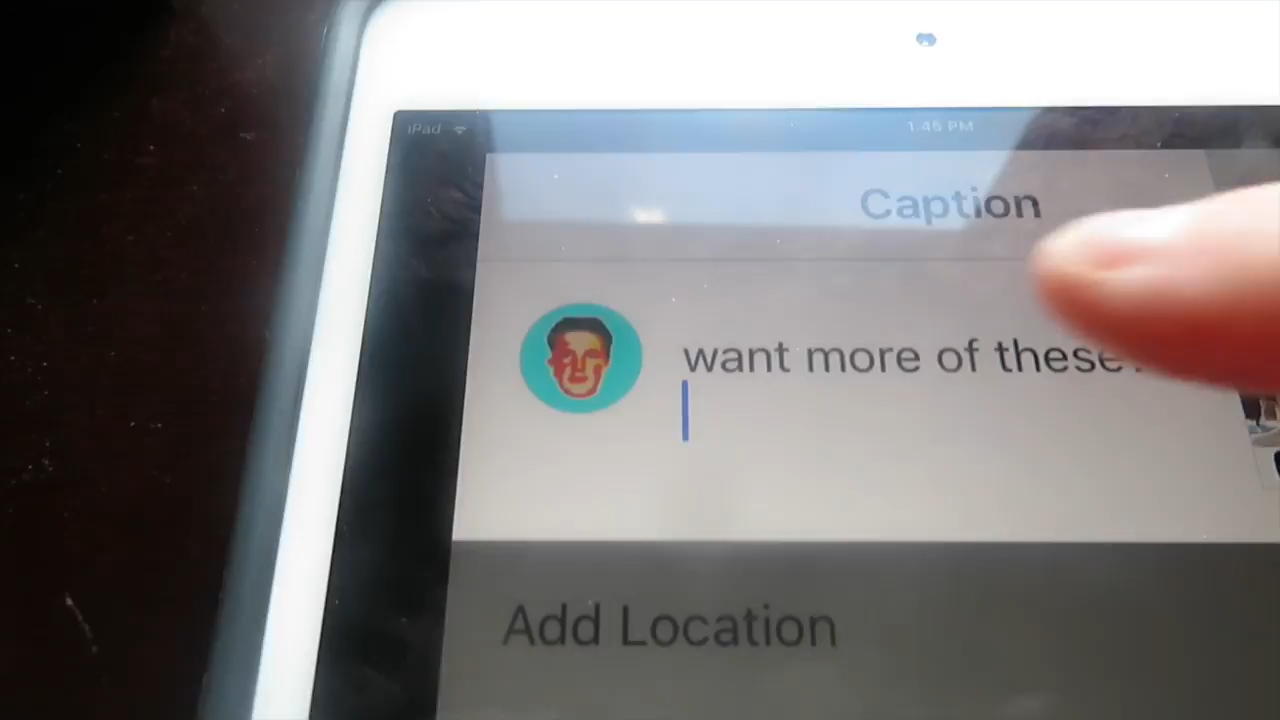 iPad
1:45 PM
Caption
want more of these?
Add Location